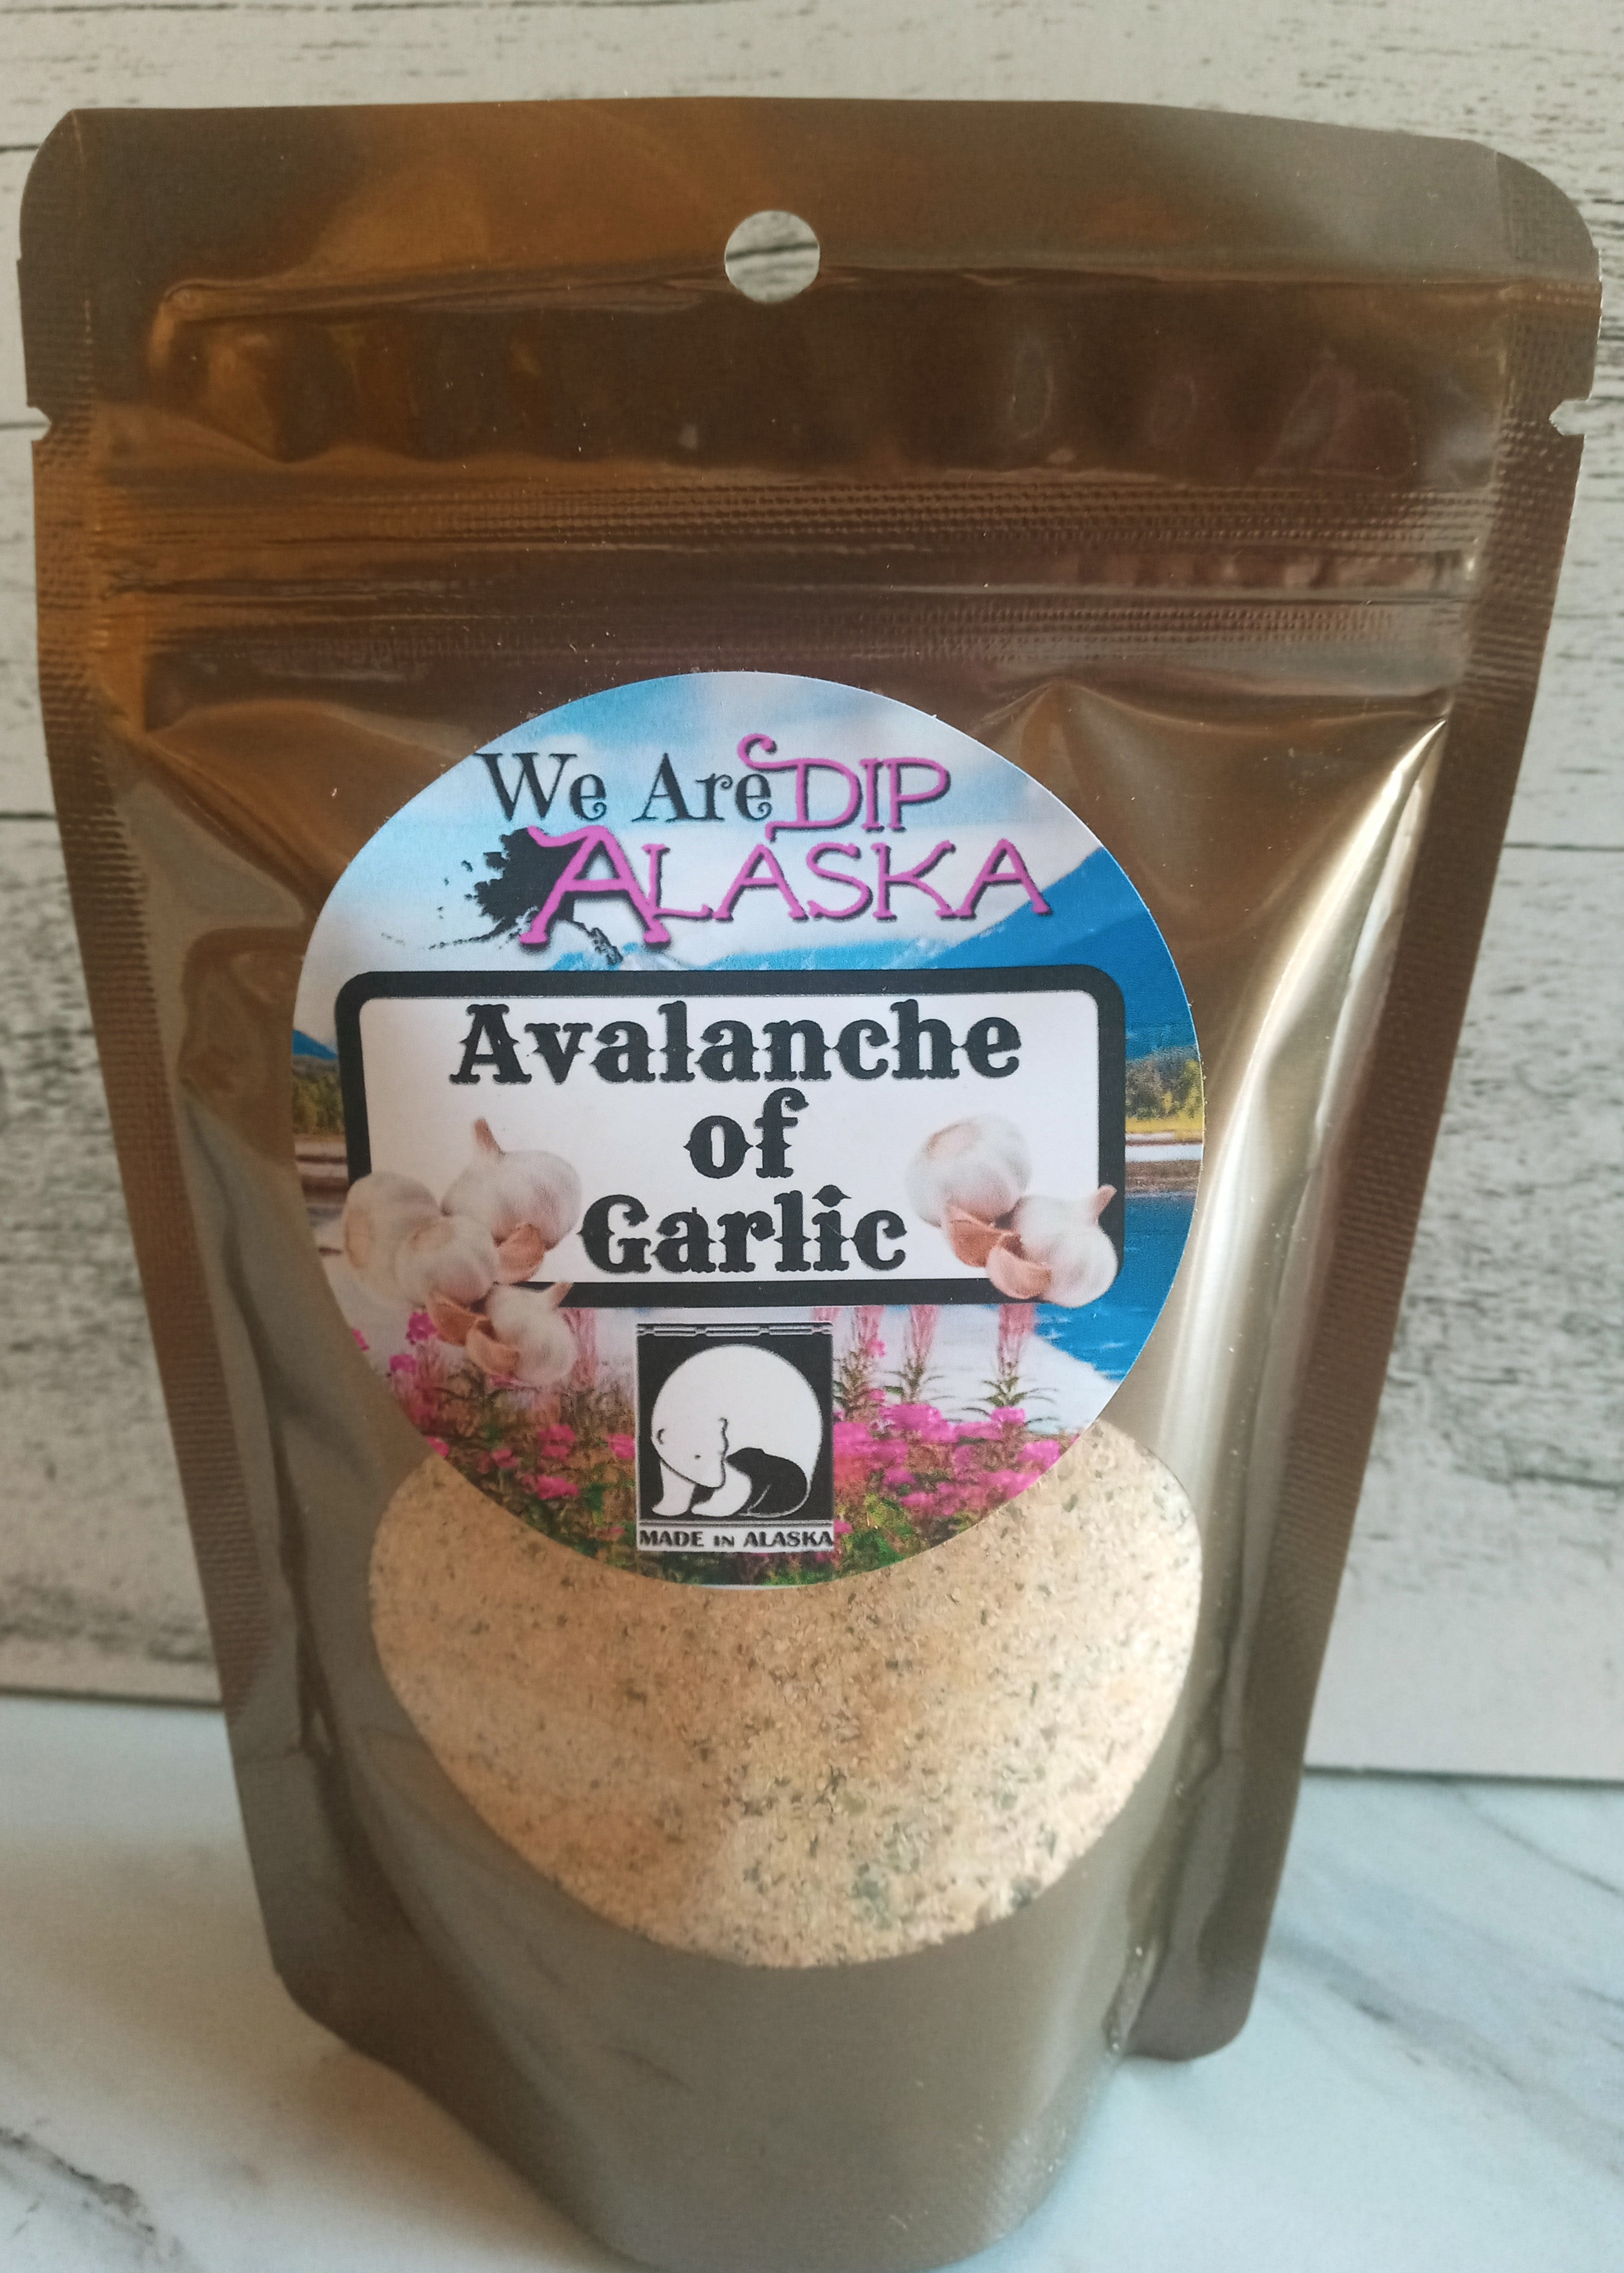 We Are DIP
ALASKA
Avalanche
of
Garlic
MADE IN ALASKA